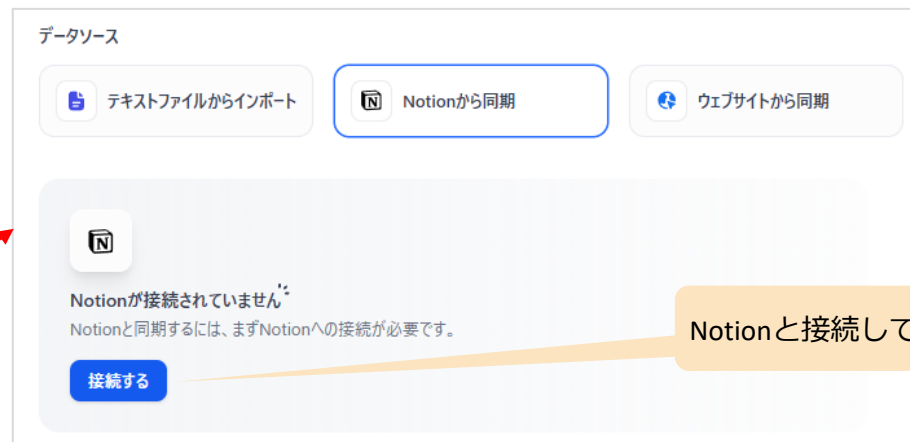 データソース
テキストファイルからインポート
Notionから同期
ウェブサイトから同期
Notionが接続されていません
Notionと同期するには、まずNotionへの接続が必要です。
Notionと接続して
接続する